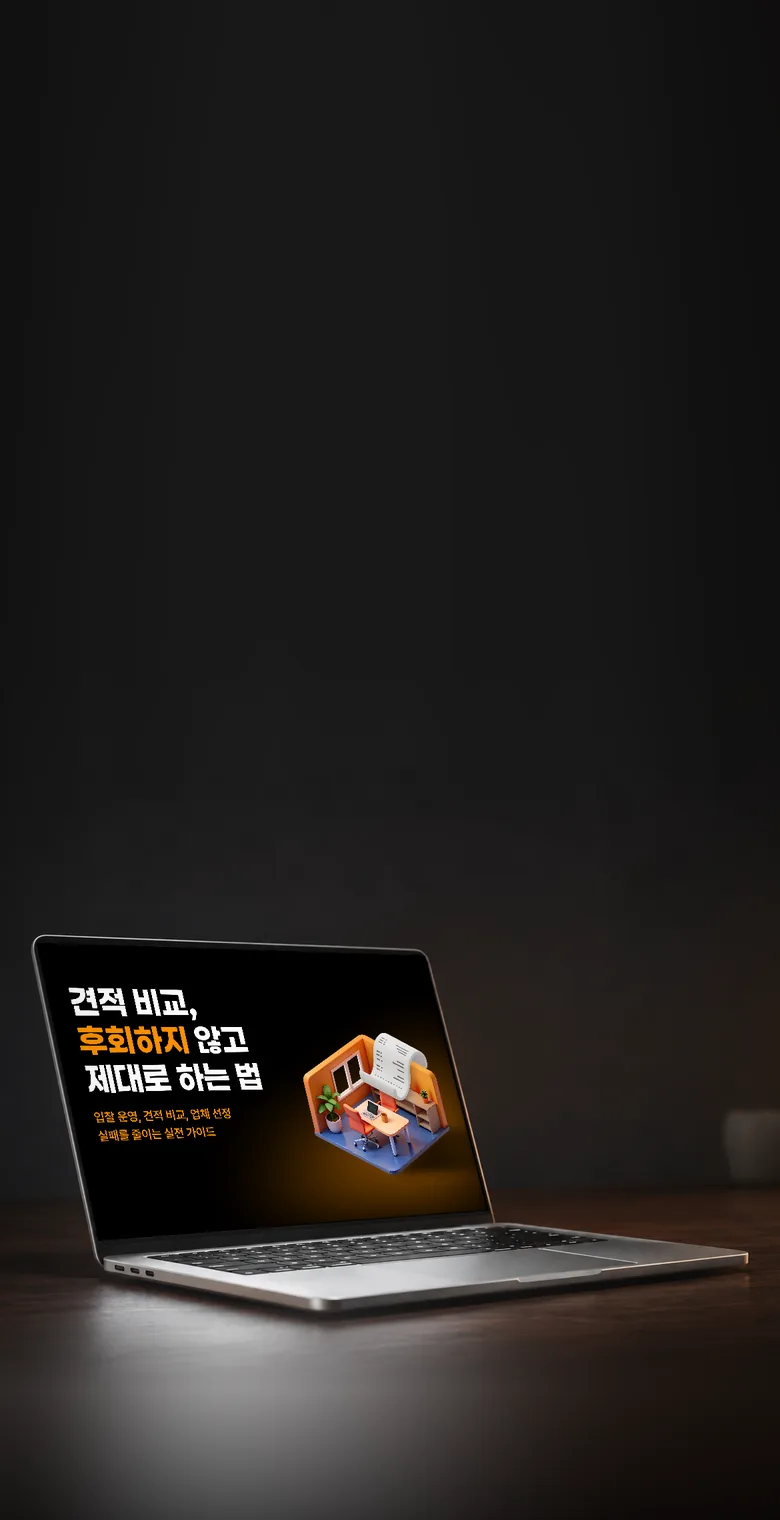 견적 비교,
후회하지 않고
제대로 하는 법
입찰 운영, 견적 비교, 업체 선정
실패를 줄이는 실전 가이드